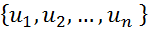 {u₁, u₂, …, uₙ }